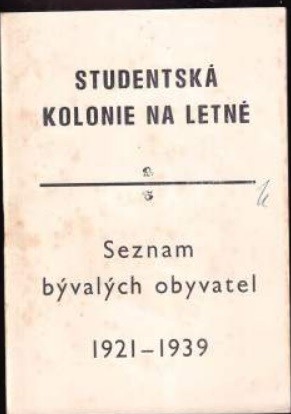 STUDENTSKÁ
KOLONIE NA LETNÉ
Seznam
bývalých obyvatel
1921–1939